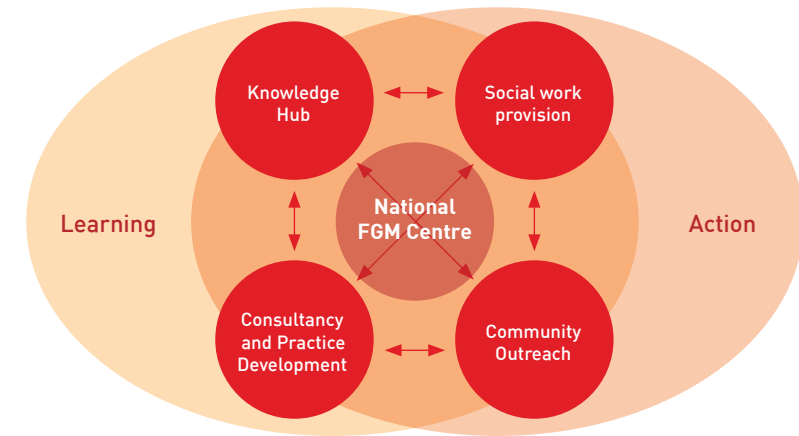 Knowledge
Hub
Social work
provision
Learning
National
FGM Centre
Action
Consultancy
and Practice
Development
Community
Outreach